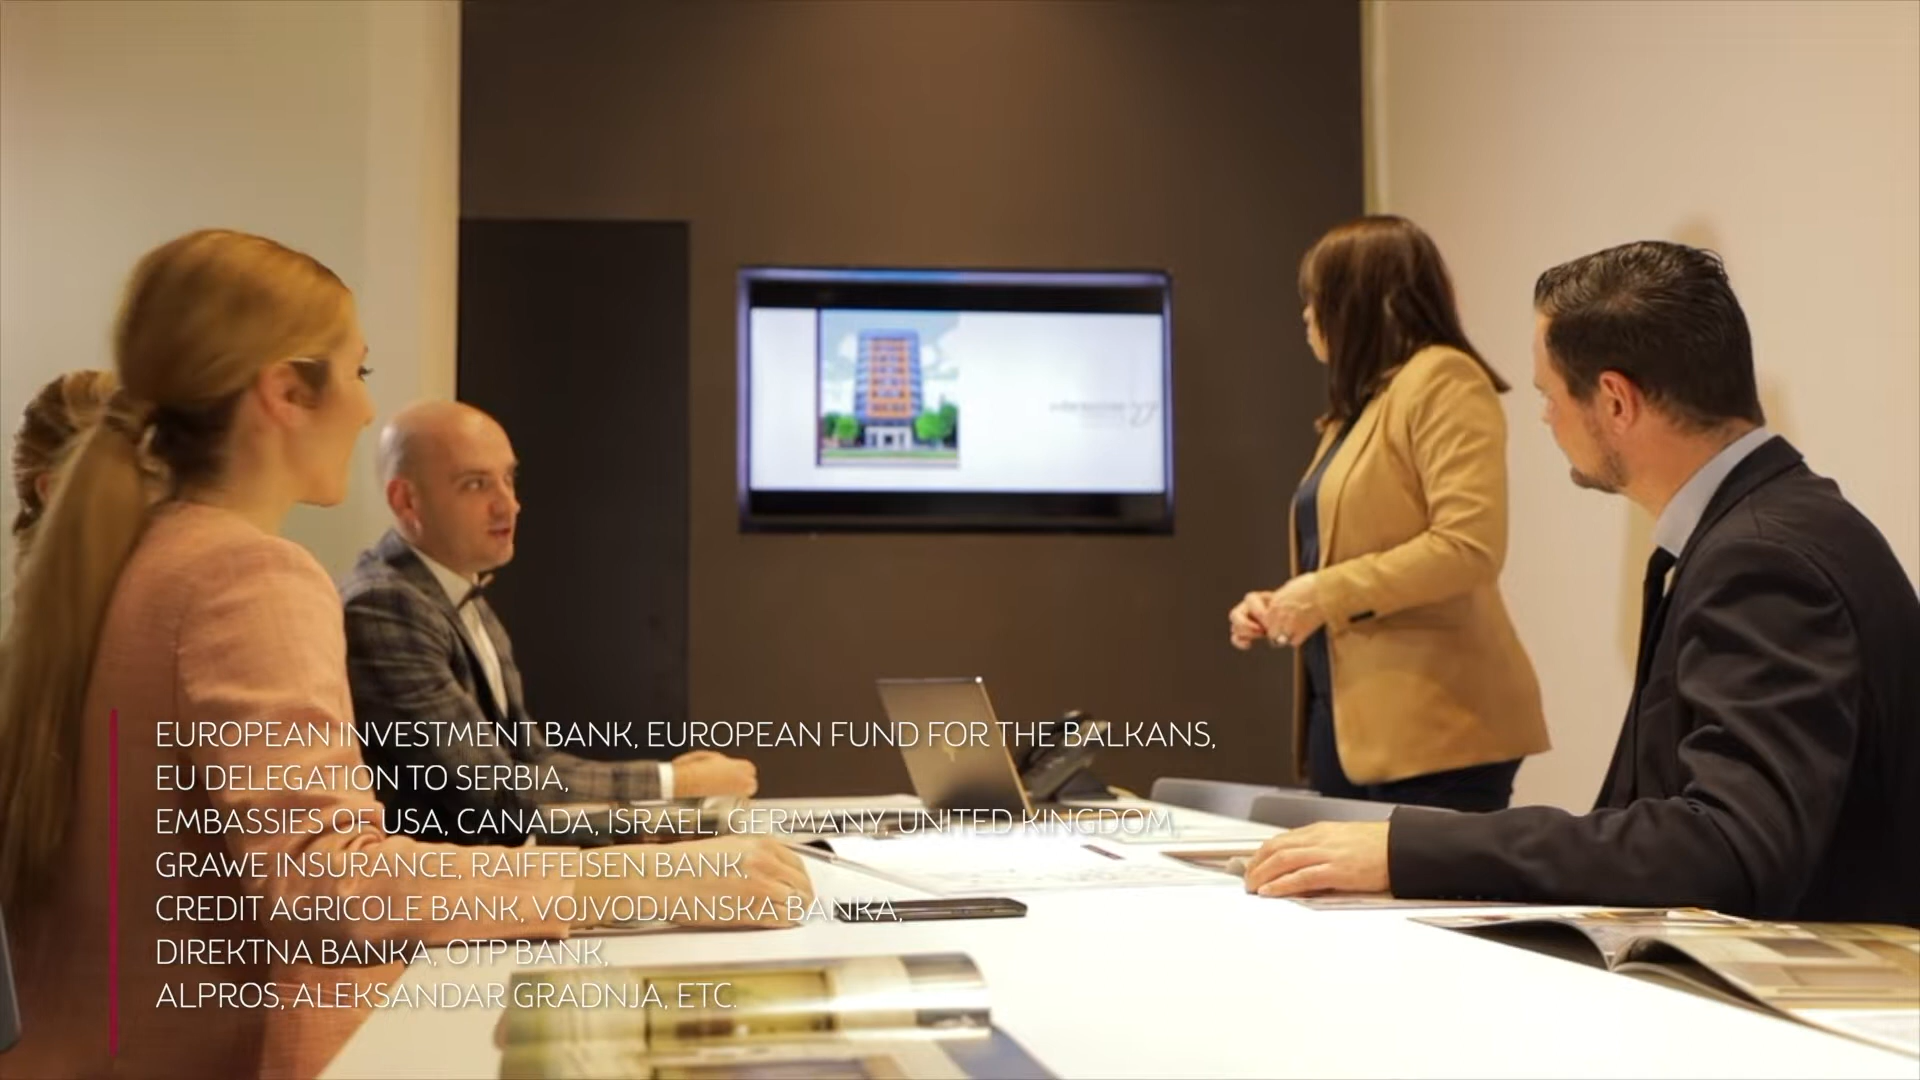 EUROPEAN INVESTMENT BANK, EUROPEAN FUND FOR THE BALKANS,
EU DELEGATION TO SERBIA,
EMBASSIES OF USA, CANADA, ISRAEL, GERMANY, UNITED KINGDOM,
GRAWE INSURANCE, RAIFFEISEN BANK,
CREDIT AGRICOLE BANK, VOJVODJANSKA BANKA,
DIREKTNA BANKA, OTP BANK,
ALPROS, ALEKSANDAR GRADNJA, ETC.